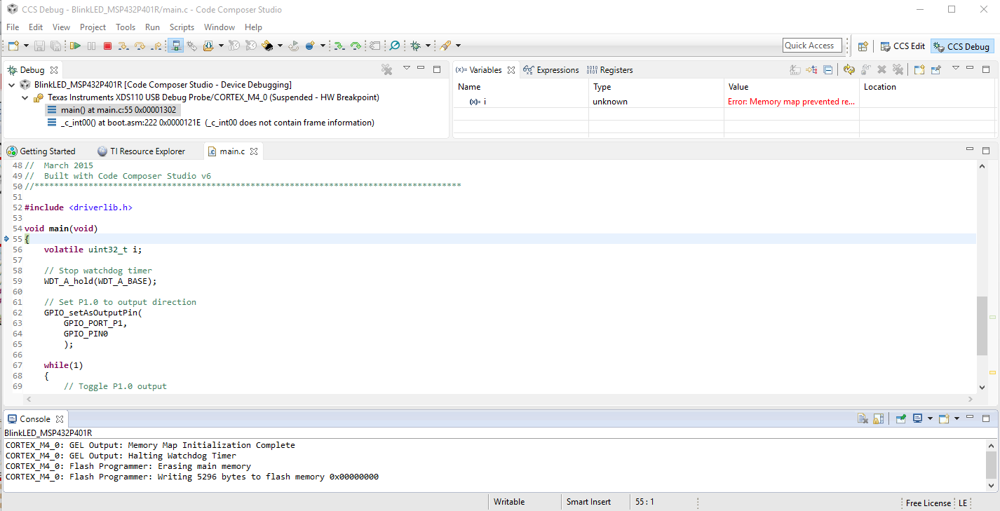 CCS Debug - BlinkLED_MSP432P401R/main.c - Code Composer Studio
File Edit View Project Tools Run Scripts Window Help
Quick Access CCS Edit CCS Debug
Debug
BlinkLED_MSP432P401R [Code Composer Studio - Device Debugging]
Texas Instruments XDS110 USB Debug Probe/CORTEX_M4_0 (Suspended - HW Breakpoint)
main() at main.c:55 0x00001302
_c_int00() at boot.asm:222 0x0000121E (_c_int00 does not contain frame information)
(x)= Variables Expressions 1010 0101 Registers
Name Type Value Location
(x)= i unknown Error: Memory map prevented re...
Getting Started TI Resource Explorer main.c
48 // March 2015
49 // Built with Code Composer Studio v6
50 //***************************************************************************************
51
52 #include <driverlib.h>
53
54 void main(void)
55 {
56 volatile uint32_t i;
57
58 // Stop watchdog timer
59 WDT_A_hold(WDT_A_BASE);
60
61 // Set P1.0 to output direction
62 GPIO_setAsOutputPin(
63 GPIO_PORT_P1,
64 GPIO_PIN0
65 );
66
67 while(1)
68 {
69 // Toggle P1.0 output
Console
BlinkLED_MSP432P401R
CORTEX_M4_0: GEL Output: Memory Map Initialization Complete
CORTEX_M4_0: GEL Output: Halting Watchdog Timer
CORTEX_M4_0: Flash Programmer: Erasing main memory
CORTEX_M4_0: Flash Programmer: Writing 5296 bytes to flash memory 0x00000000
Writable Smart Insert 55 : 1 Free License LE